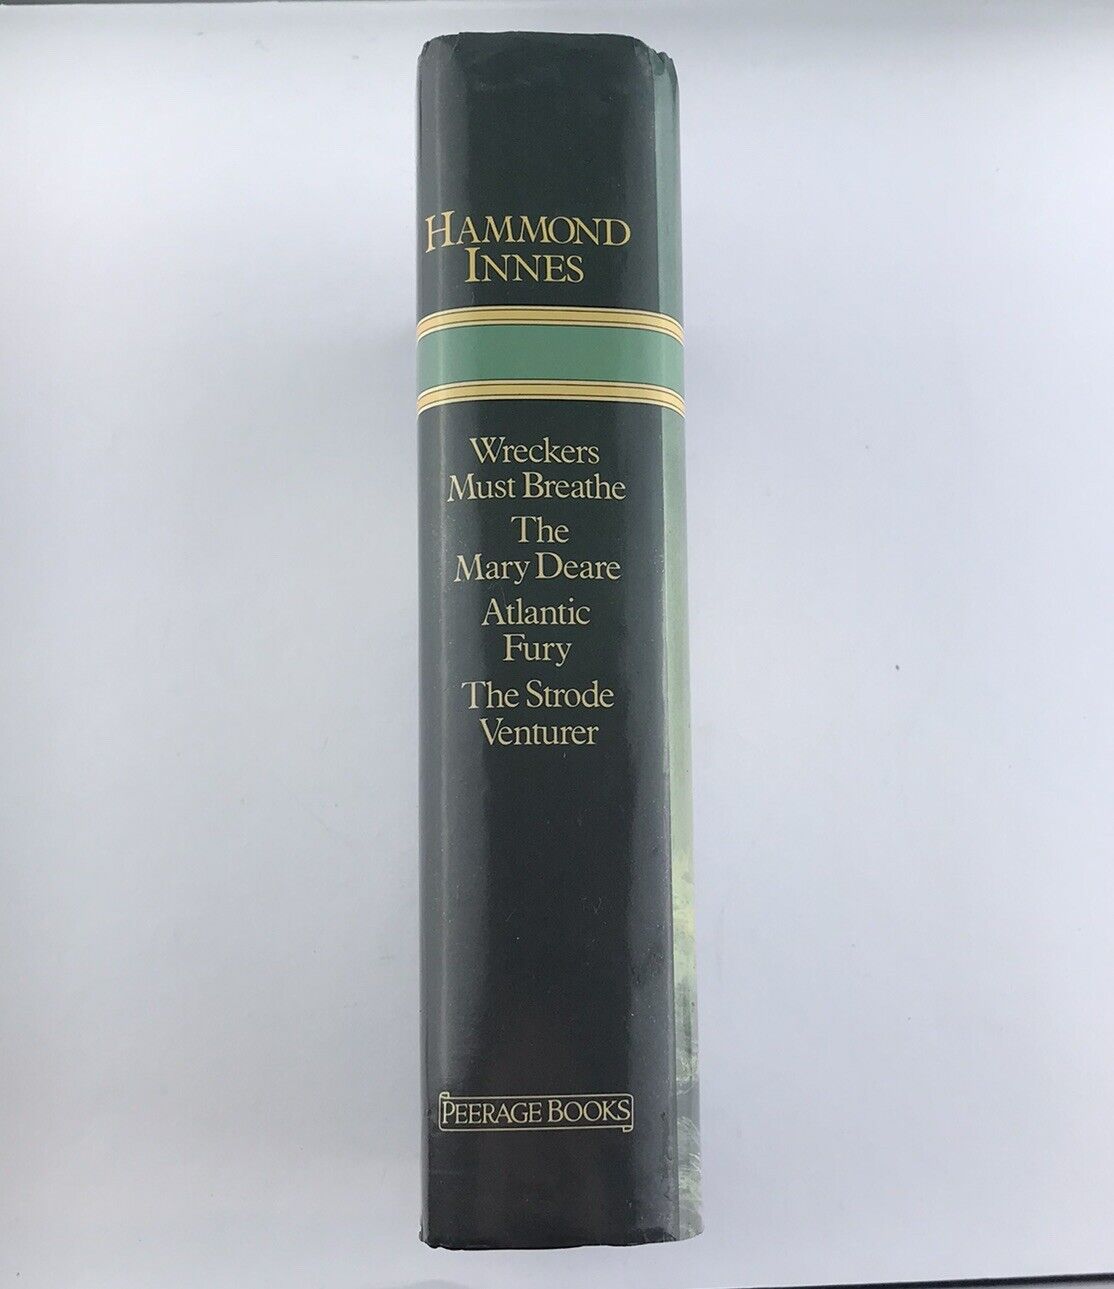 HAMMOND
INNES
Wreckers
Must Breathe
The
Mary Deare
Atlantic
Fury
The Strode
Venturer
PEERAGE BOOKS